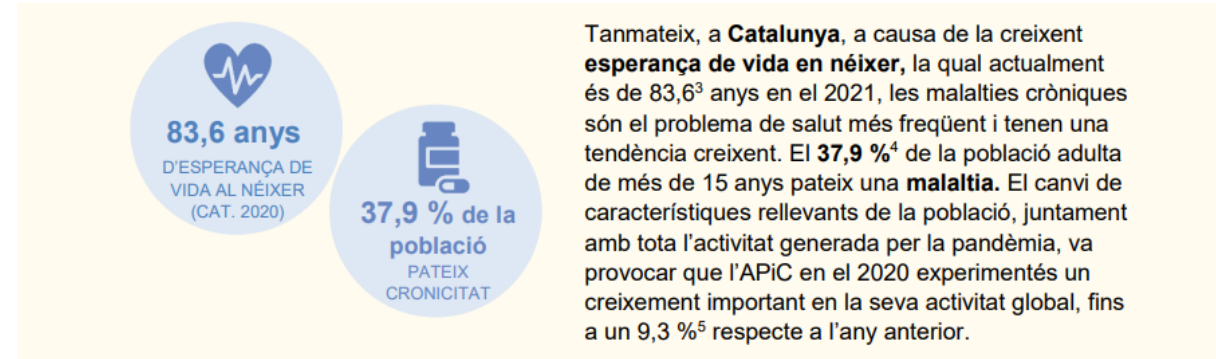 83,6 anys
D'ESPERANÇA DE
VIDA AL NÉIXER
(CAT. 2020)
37,9 % de la
població
PATEIX
CRONICITAT
Tanmateix, a Catalunya, a causa de la creixent
esperança de vida en néixer, la qual actualment
és de 83,6³ anys en el 2021, les malalties cròniques
són el problema de salut més freqüent i tenen una
tendència creixent. El 37,9 %⁴ de la població adulta
de més de 15 anys pateix una malaltia. El canvi de
característiques rellevants de la població, juntament
amb tota l'activitat generada per la pandèmia, va
provocar que l'APiC en el 2020 experimentés un
creixement important en la seva activitat global, fins
a un 9,3 %⁵ respecte a l'any anterior.